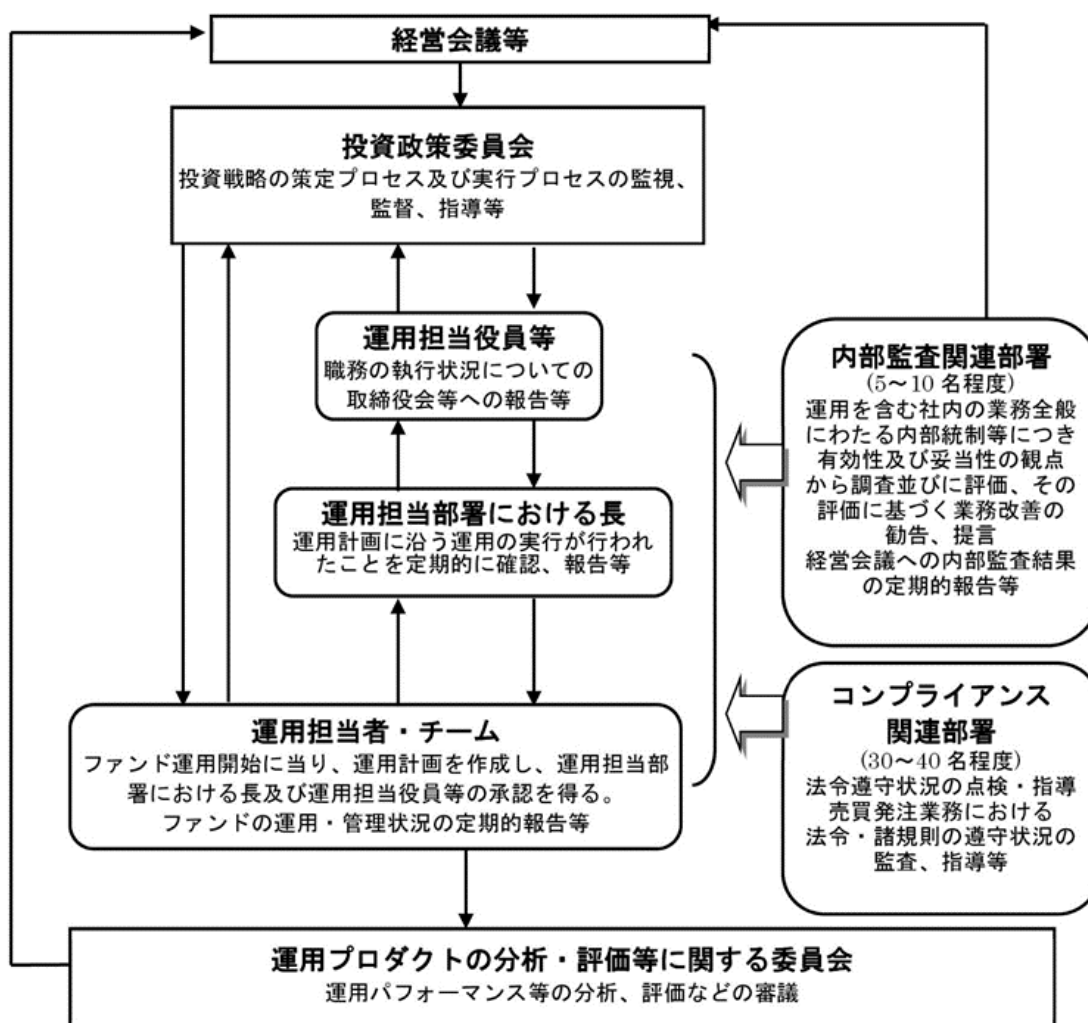 経営会議等
投資政策委員会
投資戦略の策定プロセス及び実行プロセスの監視、
監督、指導等
運用担当役員等
職務の執行状況についての
取締役会等への報告等
運用担当部署における長
運用計画に沿う運用の実行が行われ
たことを定期的に確認、報告等
運用担当者・チーム
ファンド運用開始に当り、運用計画を作成し、運用担当部
署における長及び運用担当役員等の承認を得る。
ファンドの運用・管理状況の定期的報告等
内部監査関連部署
(5～10 名程度)
運用を含む社内の業務全般
にわたる内部統制等につき
有効性及び妥当性の観点
から調査並びに評価、その
評価に基づく業務改善の
勧告、提言
経営会議への内部監査結果
の定期的報告等
コンプライアンス
関連部署
(30～40 名程度)
法令遵守状況の点検・指導
売買発注業務における
法令・諸規則の遵守状況の
監査、指導等
運用プロダクトの分析・評価等に関する委員会
運用パフォーマンス等の分析、評価などの審議